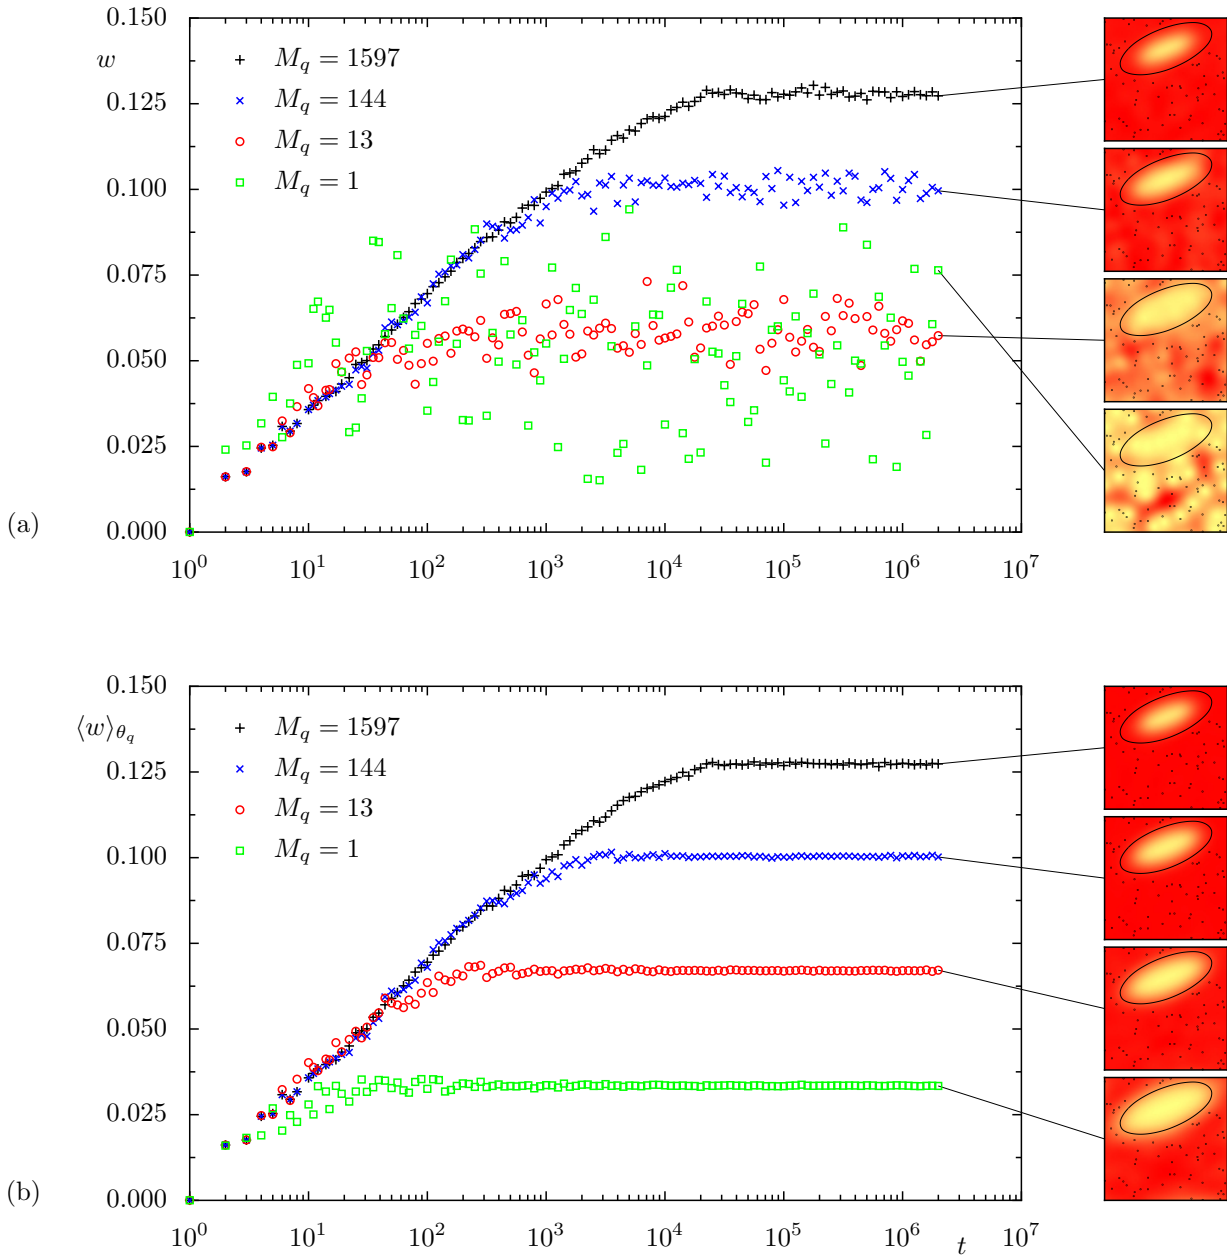 0.150
w
0.125
0.100
0.075
0.050
0.025
0.000
M_q = 1597
M_q = 144
M_q = 13
M_q = 1
(a)
10^0 10^1 10^2 10^3 10^4 10^5 10^6 10^7
0.150
⟨w⟩_{θ_q}
0.125
0.100
0.075
0.050
0.025
0.000
M_q = 1597
M_q = 144
M_q = 13
M_q = 1
(b)
10^0 10^1 10^2 10^3 10^4 10^5 10^6 t 10^7